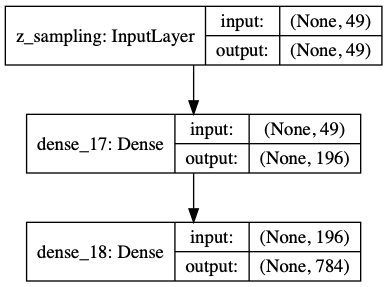 z_sampling: InputLayer
input: (None, 49)
output: (None, 49)
dense_17: Dense
input: (None, 49)
output: (None, 196)
dense_18: Dense
input: (None, 196)
output: (None, 784)